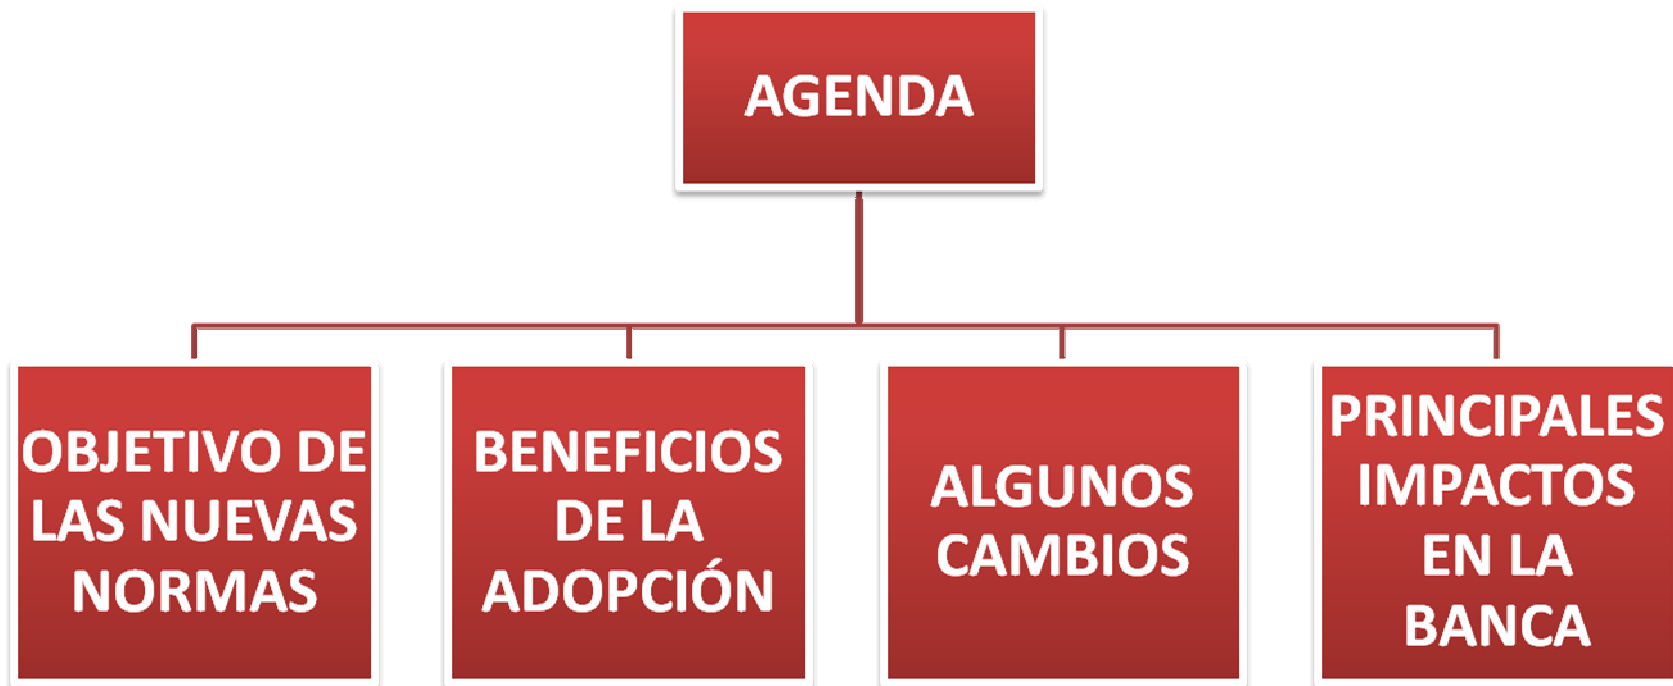 AGENDA
OBJETIVO DE
LAS NUEVAS
NORMAS
BENEFICIOS
DE LA
ADOPCIÓN
ALGUNOS
CAMBIOS
PRINCIPALES
IMPACTOS
EN LA
BANCA